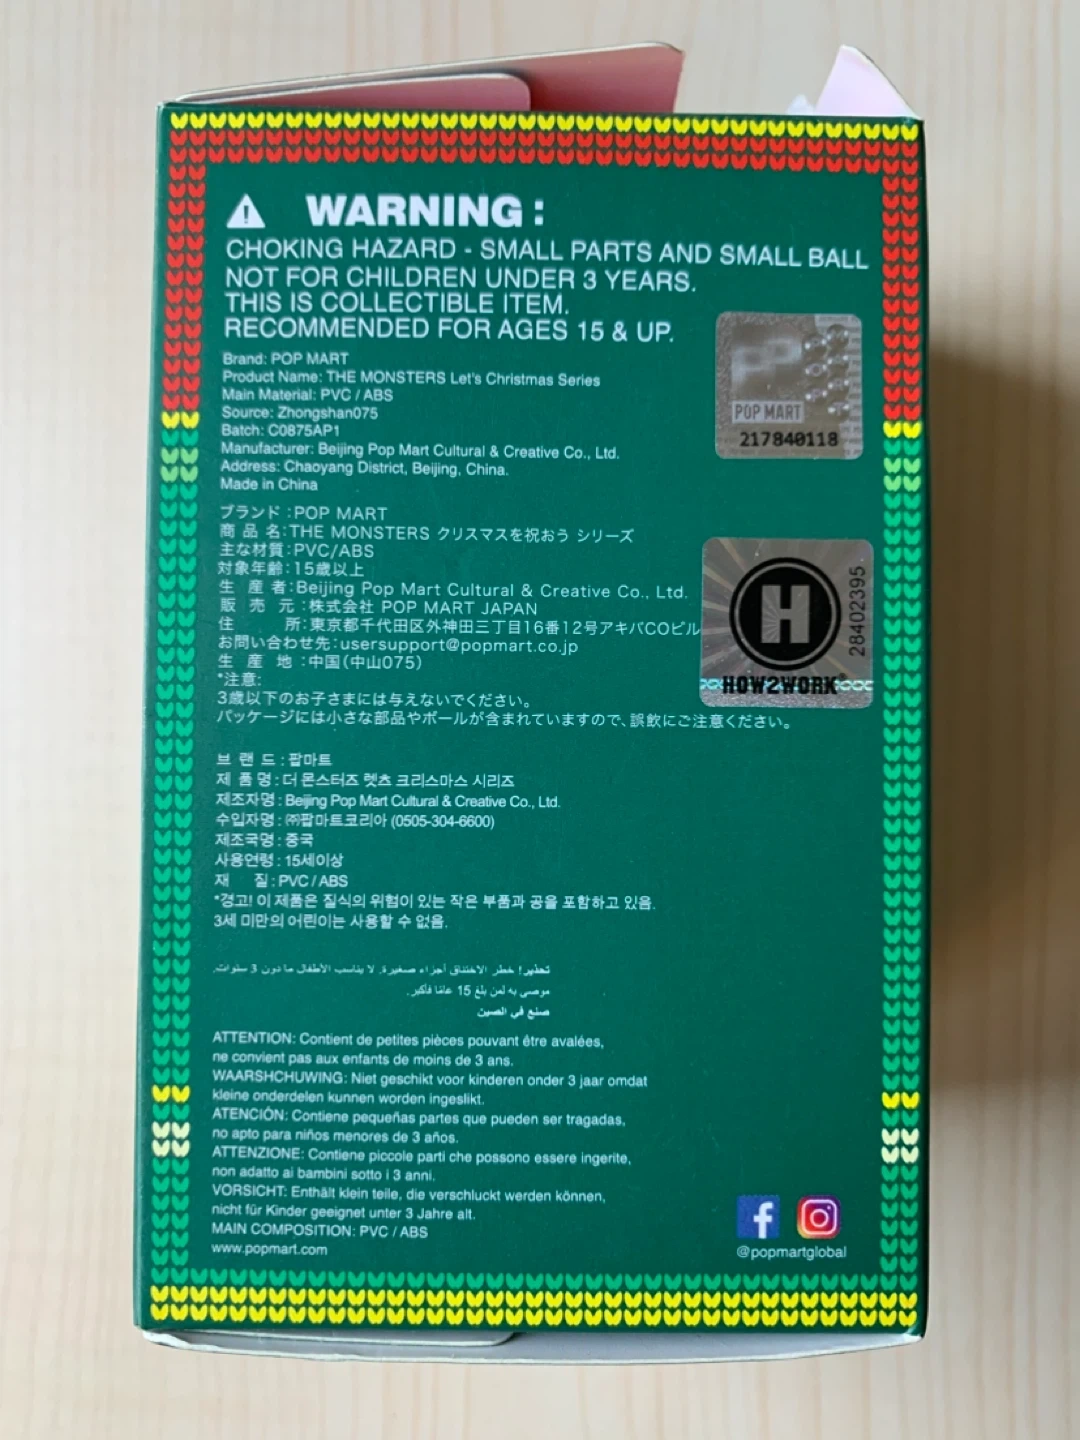 WARNING :
CHOKING HAZARD - SMALL PARTS AND SMALL BALL
NOT FOR CHILDREN UNDER 3 YEARS.
THIS IS COLLECTIBLE ITEM.
RECOMMENDED FOR AGES 15 & UP.
Brand: POP MART
Product Name: THE MONSTERS Let's Christmas Series
Main Material: PVC / ABS
Source: Zhongshan075
Batch: C0875AP1
Manufacturer: Beijing Pop Mart Cultural & Creative Co., Ltd.
Address: Chaoyang District, Beijing, China.
Made in China
POP MART
217840118
ブランド :POP MART
商 品 名:THE MONSTERS クリスマスを祝おう シリーズ
主な材質:PVC/ABS
対象年齢:15歳以上
生 産 者:Beijing Pop Mart Cultural & Creative Co., Ltd.
販 売 元 :株式会社 POP MART JAPAN
住 所:東京都千代田区外神田三丁目16番12号アキバCOビル
お問い合わせ先:usersupport@popmart.co.jp
生 産 地 :中国(中山075)
*注意:
3歳以下のお子さまには与えないでください。
パッケージには小さな部品やボールが含まれていますので、誤飲にご注意ください。
H
HOW2WORK®
28402395
브 랜 드 : 팝마트
제 품 명 : 더 몬스터즈 렛츠 크리스마스 시리즈
제조자명 : Beijing Pop Mart Cultural & Creative Co., Ltd.
수입자명 : ㈜팝마트코리아 (0505-304-6600)
제조국명 : 중국
사용연령 : 15세이상
재 질 : PVC / ABS
*경고! 이 제품은 질식의 위험이 있는 작은 부품과 공을 포함하고 있음.
3세 미만의 어린이는 사용할 수 없음.
تحذير! خطر الاختناق أجزاء صغيرة. لا يناسب الأطفال ما دون 3 سنوات.
موصى به لمن بلغ 15 عامًا فأكبر.
صنع في الصين
ATTENTION: Contient de petites pièces pouvant être avalées,
ne convient pas aux enfants de moins de 3 ans.
WAARSHCHUWING: Niet geschikt voor kinderen onder 3 jaar omdat
kleine onderdelen kunnen worden ingeslikt.
ATENCIÓN: Contiene pequeñas partes que pueden ser tragadas,
no apto para niños menores de 3 años.
ATTENZIONE: Contiene piccole parti che possono essere ingerite,
non adatto ai bambini sotto i 3 anni.
VORSICHT: Enthält klein teile, die verschluckt werden können,
nicht für Kinder geeignet unter 3 Jahre alt.
MAIN COMPOSITION: PVC / ABS
www.popmart.com
@popmartglobal